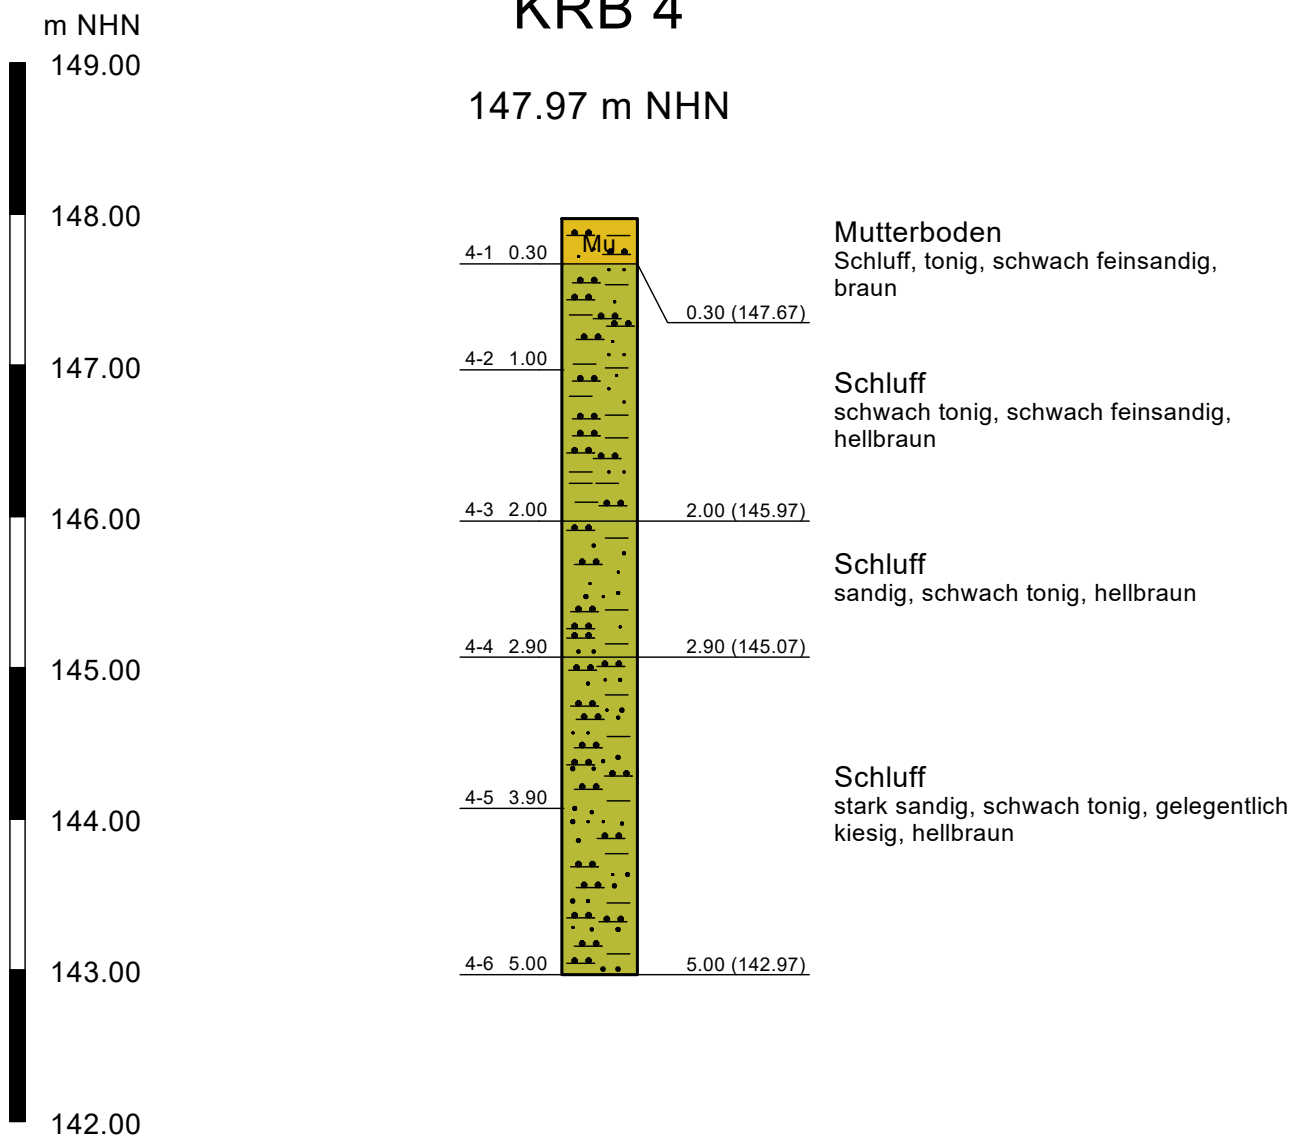 KRB 4
m NHN
147.97 m NHN
149.00
148.00
147.00
146.00
145.00
144.00
143.00
142.00
Mu
4-1 0.30
4-2 1.00
4-3 2.00
4-4 2.90
4-5 3.90
4-6 5.00
0.30 (147.67)
2.00 (145.97)
2.90 (145.07)
5.00 (142.97)
Mutterboden
Schluff, tonig, schwach feinsandig,
braun
Schluff
schwach tonig, schwach feinsandig,
hellbraun
Schluff
sandig, schwach tonig, hellbraun
Schluff
stark sandig, schwach tonig, gelegentlich
kiesig, hellbraun